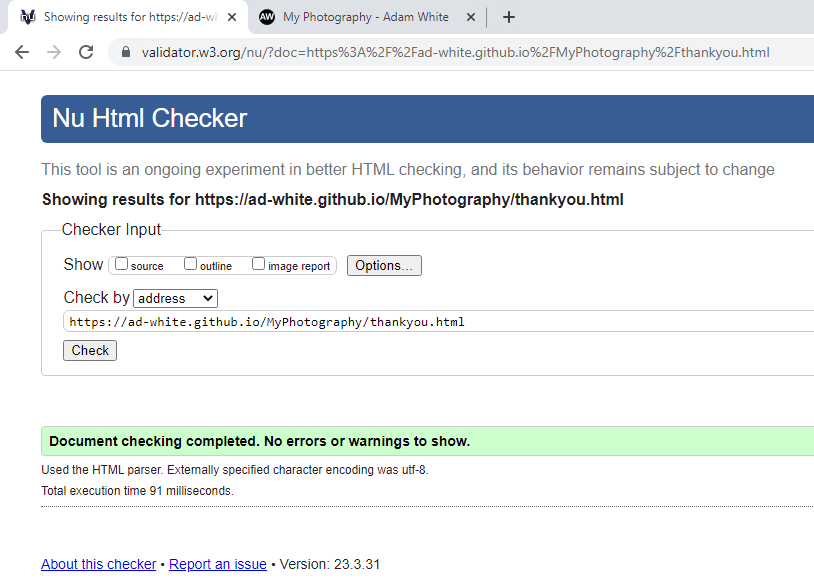 Showing results for https://ad-wh
AW My Photography - Adam White
validator.w3.org/nu/?doc=https%3A%2F%2Fad-white.github.io%2FMyPhotography%2Fthankyou.html
Nu Html Checker
This tool is an ongoing experiment in better HTML checking, and its behavior remains subject to change
Showing results for https://ad-white.github.io/MyPhotography/thankyou.html
Checker Input
Show source outline image report Options...
Check by address
https://ad-white.github.io/MyPhotography/thankyou.html
Check
Document checking completed. No errors or warnings to show.
Used the HTML parser. Externally specified character encoding was utf-8.
Total execution time 91 milliseconds.
About this checker • Report an issue • Version: 23.3.31